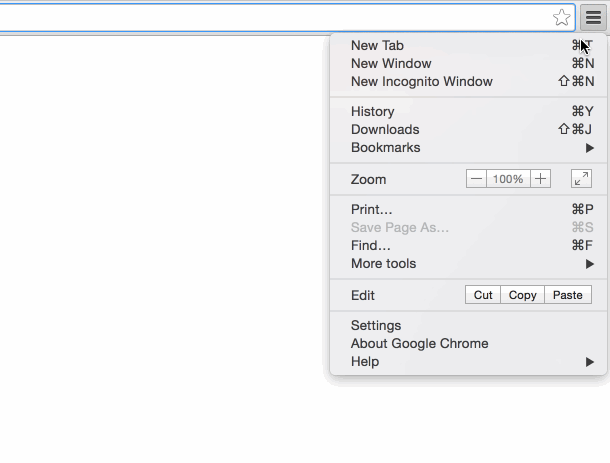 New Tab ⌘T
New Window ⌘N
New Incognito Window ⇧⌘N
History ⌘Y
Downloads ⇧⌘J
Bookmarks ▶
Zoom − 100% +
Print... ⌘P
Save Page As... ⌘S
Find... ⌘F
More tools ▶
Edit Cut Copy Paste
Settings
About Google Chrome
Help ▶